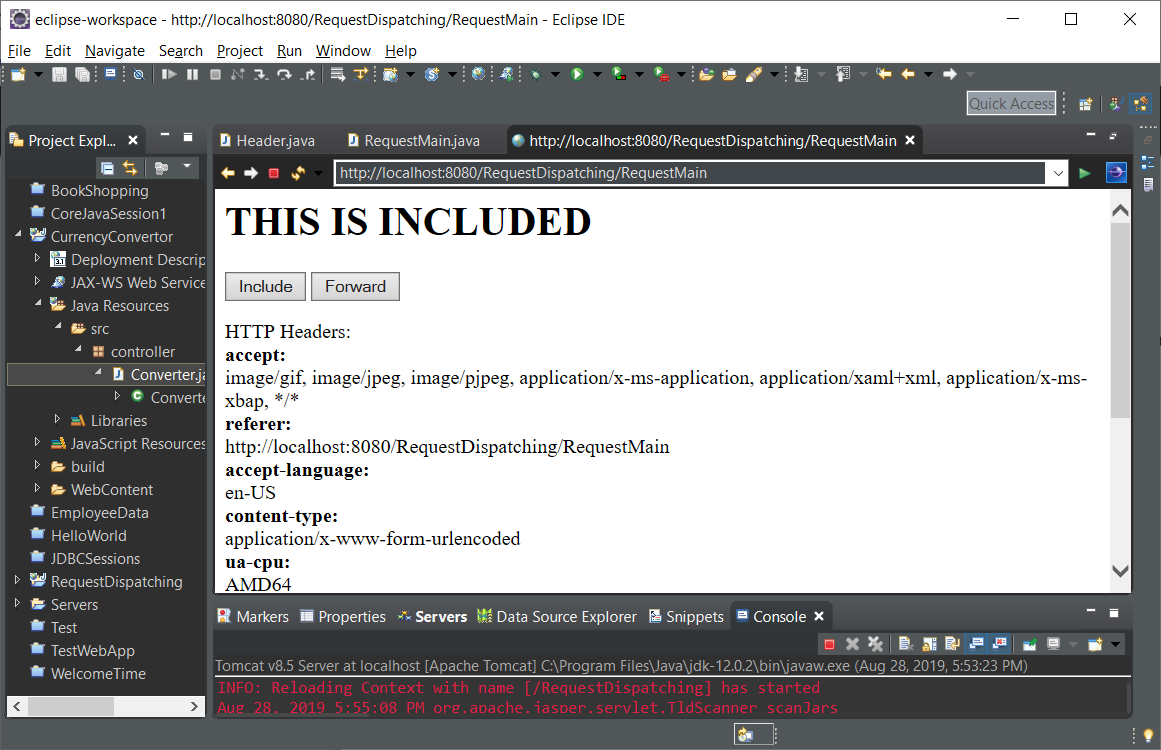 eclipse-workspace - http://localhost:8080/RequestDispatching/RequestMain - Eclipse IDE
File Edit Navigate Search Project Run Window Help
Quick Access
Project Expl...
Header.java RequestMain.java http://localhost:8080/RequestDispatching/RequestMain
http://localhost:8080/RequestDispatching/RequestMain
BookShopping
CoreJavaSession1
CurrencyConvertor
Deployment Descrip
JAX-WS Web Service
Java Resources
src
controller
Converter.ja
Converte
Libraries
JavaScript Resources
build
WebContent
EmployeeData
HelloWorld
JDBCSessions
RequestDispatching
Servers
Test
TestWebApp
WelcomeTime
THIS IS INCLUDED
Include Forward
HTTP Headers:
accept:
image/gif, image/jpeg, image/pjpeg, application/x-ms-application, application/xaml+xml, application/x-ms-
xbap, */*
referer:
http://localhost:8080/RequestDispatching/RequestMain
accept-language:
en-US
content-type:
application/x-www-form-urlencoded
ua-cpu:
AMD64
Markers Properties Servers Data Source Explorer Snippets Console
Tomcat v8.5 Server at localhost [Apache Tomcat] C:\Program Files\Java\jdk-12.0.2\bin\javaw.exe (Aug 28, 2019, 5:53:23 PM)
INFO: Reloading Context with name [/RequestDispatching] has started
Aug 28, 2019 5:55:08 PM org.apache.jasper.servlet.TldScanner scanJars